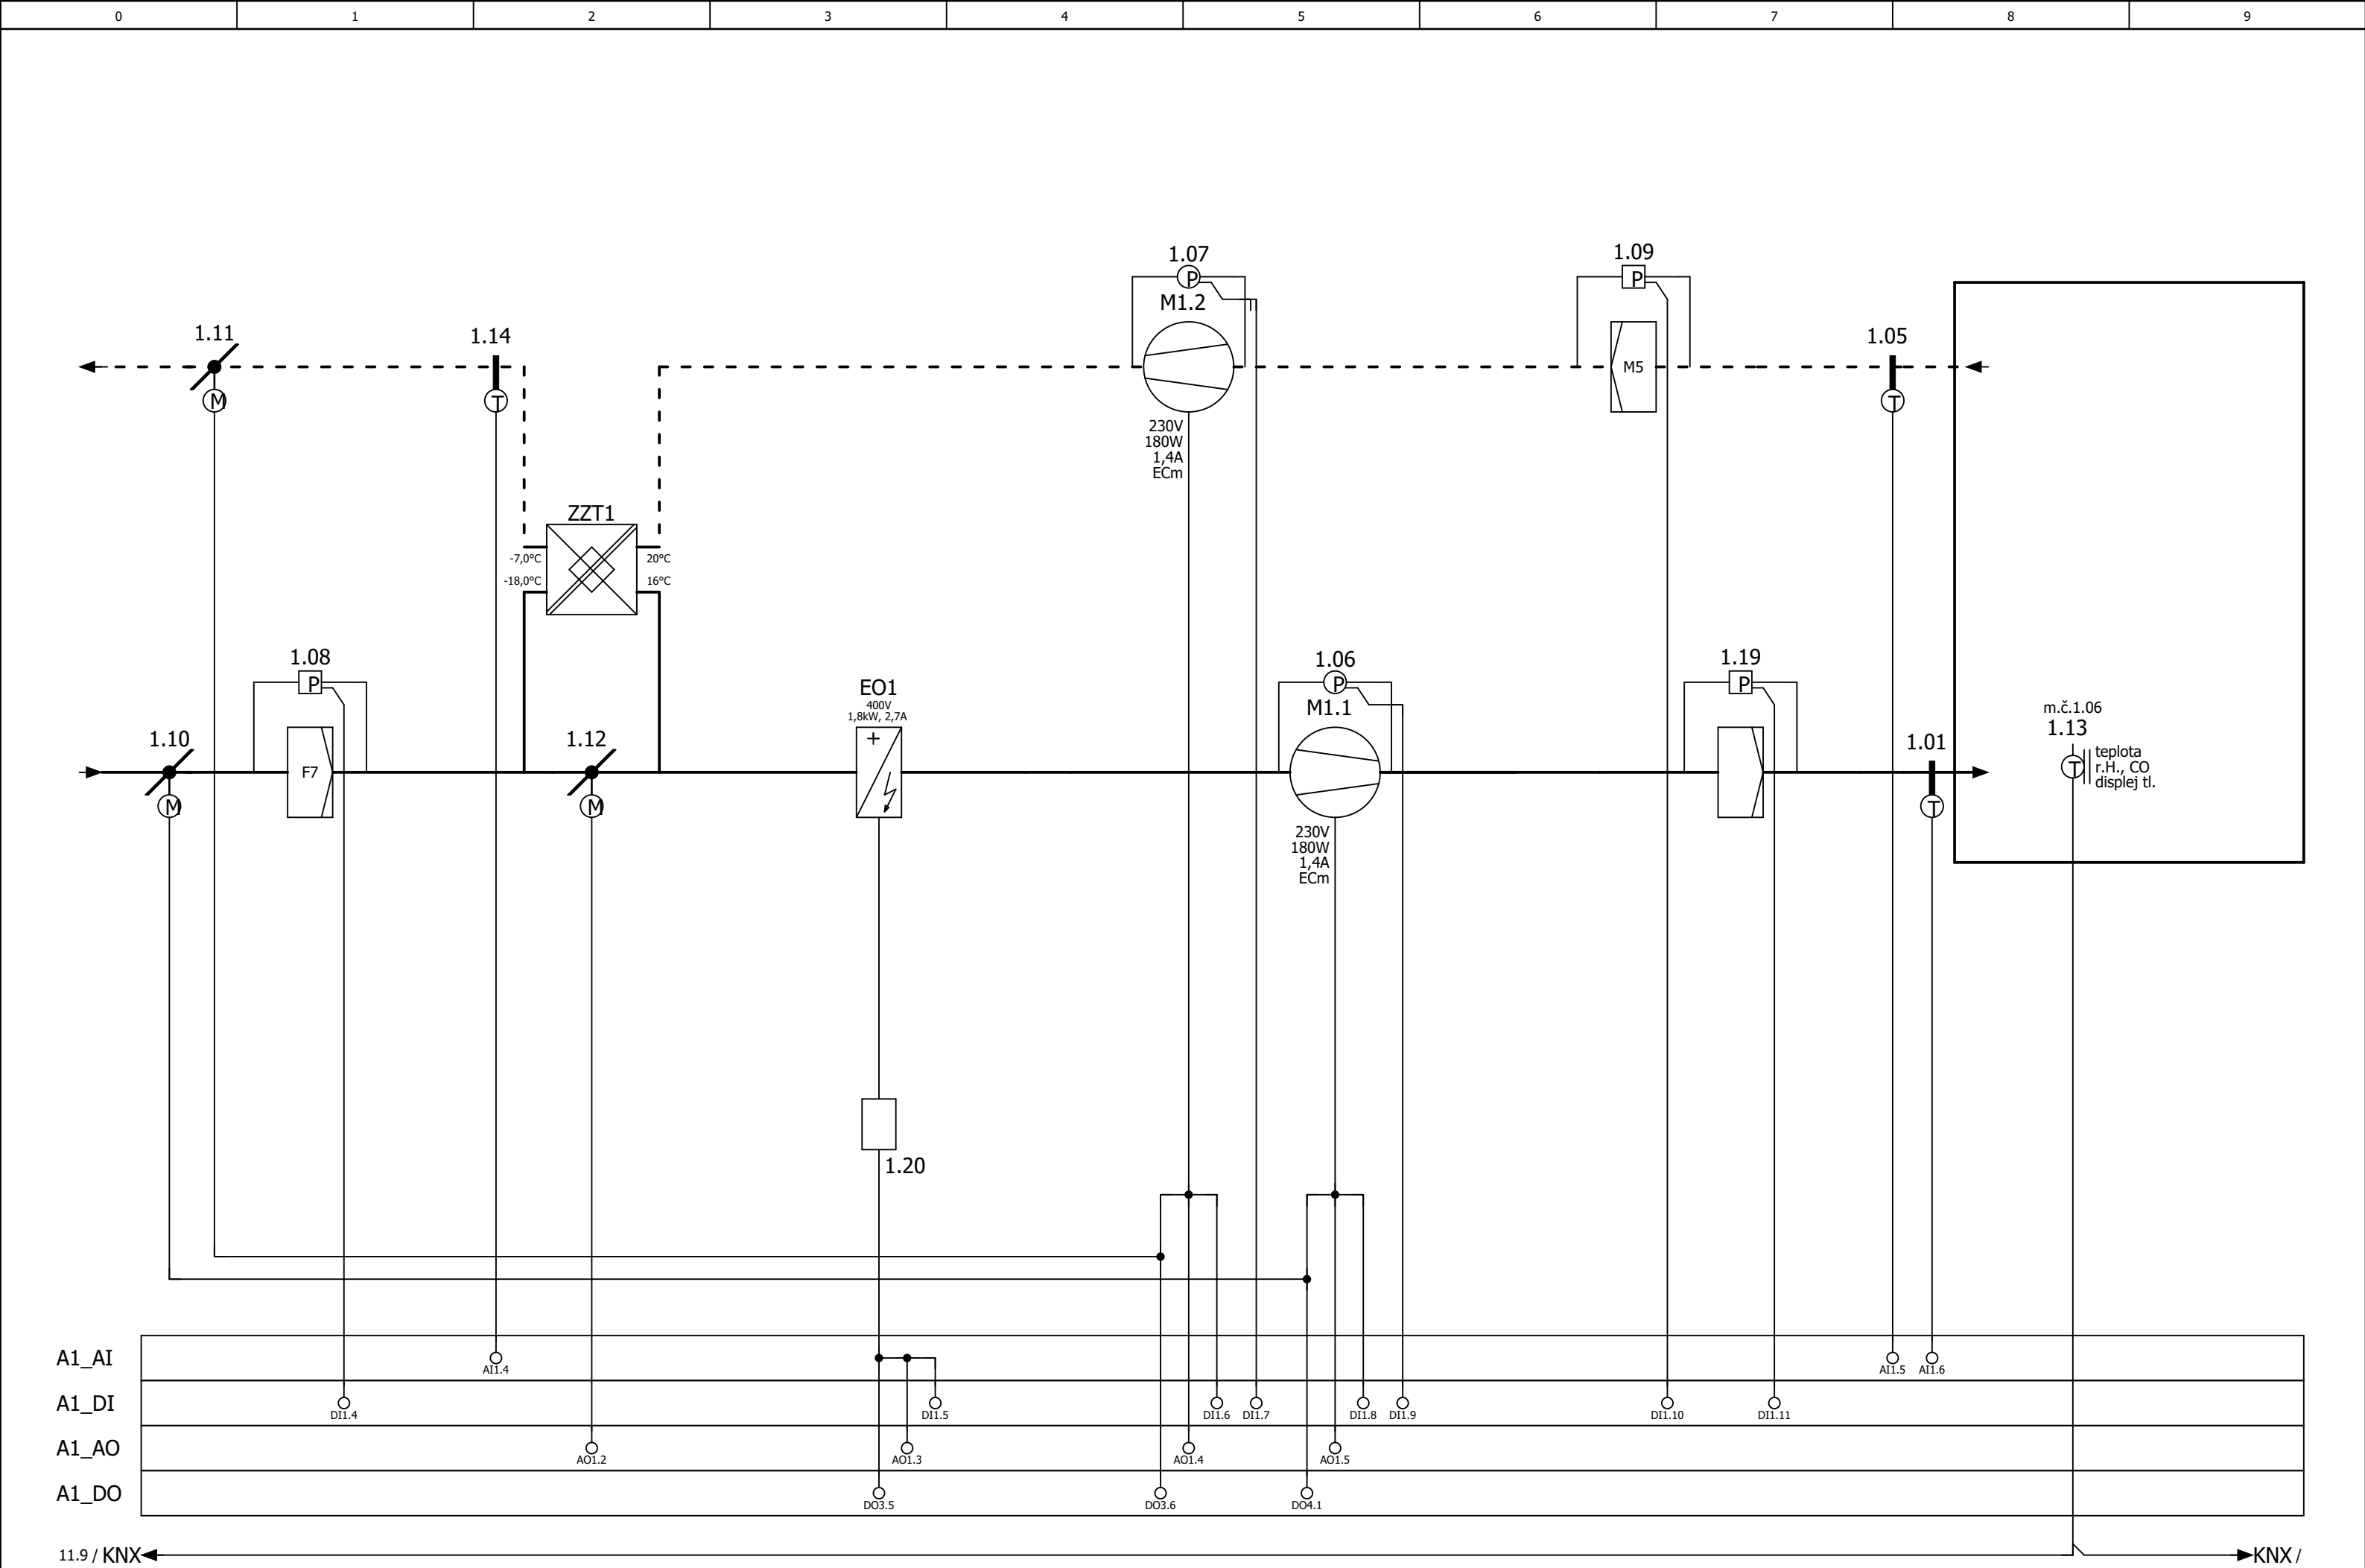 0 1 2 3 4 5 6 7 8 9
1.07
P
M1.2
1.09
P
1.11
1.14
1.05
M5
M
T
T
230V
180W
1,4A
ECm
ZZT1
-7,0°C
20°C
-18,0°C
16°C
1.08
P
1.06
P
M1.1
1.19
P
EO1
400V
1,8kW, 2,7A
+
m.č.1.06
1.13
1.10
1.12
1.01
teplota
r.H., CO
displej tl.
T
F7
M
M
T
230V
180W
1,4A
ECm
1.20
A1_AI
AI1.4
AI1.5
AI1.6
A1_DI
DI1.4
DI1.5
DI1.6
DI1.7
DI1.8
DI1.9
DI1.10
DI1.11
A1_AO
AO1.2
AO1.3
AO1.4
AO1.5
A1_DO
DO3.5
DO3.6
DO4.1
11.9 / KNX
KNX /